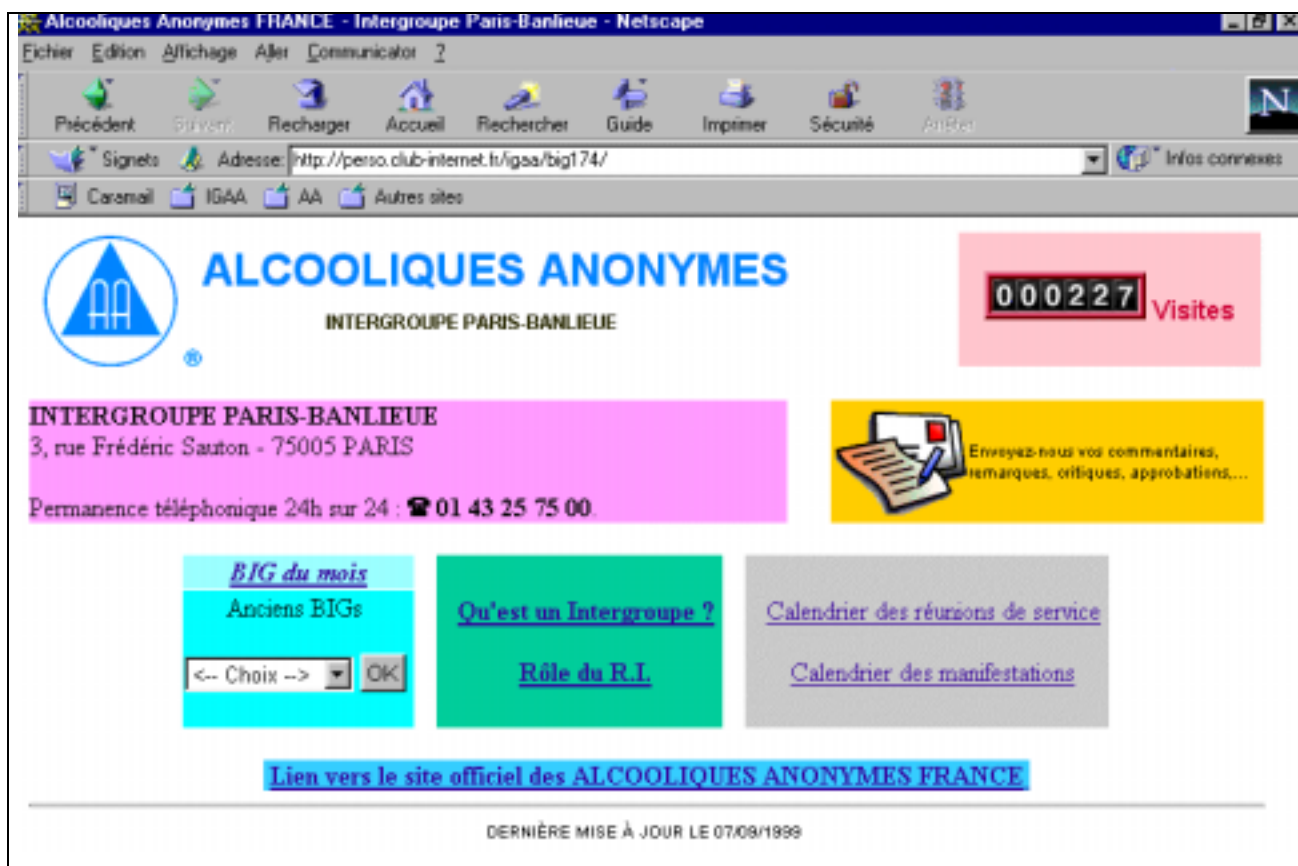 Alcooliques Anonymes FRANCE - Intergroupe Paris-Banlieue - Netscape
Fichier Edition Affichage Aller Communicator ?
Précédent Suivant Recharger Accueil Rechercher Guide Imprimer Sécurité Arrêter
N
Signets Adresse: http://perso.club-internet.fr/igaa/big174/ Infos connexes
Caramail IGAA AA Autres sites
AA
ALCOOLIQUES ANONYMES
INTERGROUPE PARIS-BANLIEUE
®
000227 Visites
INTERGROUPE PARIS-BANLIEUE
3, rue Frédéric Sauton - 75005 PARIS
Permanence téléphonique 24h sur 24 : ☎ 01 43 25 75 00.
Envoyez-nous vos commentaires,
remarques, critiques, approbations,...
BIG du mois
Anciens BIGs
<-- Choix --> OK
Qu'est un Intergroupe ?
Rôle du R.I.
Calendrier des réunions de service
Calendrier des manifestations
Lien vers le site officiel des ALCOOLIQUES ANONYMES FRANCE
DERNIÈRE MISE À JOUR LE 07/09/1999